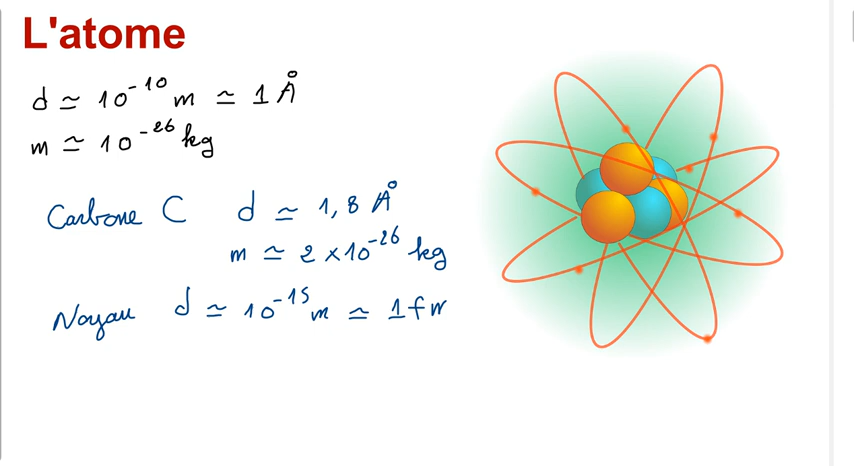 L'atome
d ≃ 10⁻¹⁰ m ≃ 1 Å
m ≃ 10⁻²⁶ kg
Carbone C d ≃ 1,8 Å
m ≃ 2 × 10⁻²⁶ kg
Noyau d ≃ 10⁻¹⁵ m ≃ 1 fm